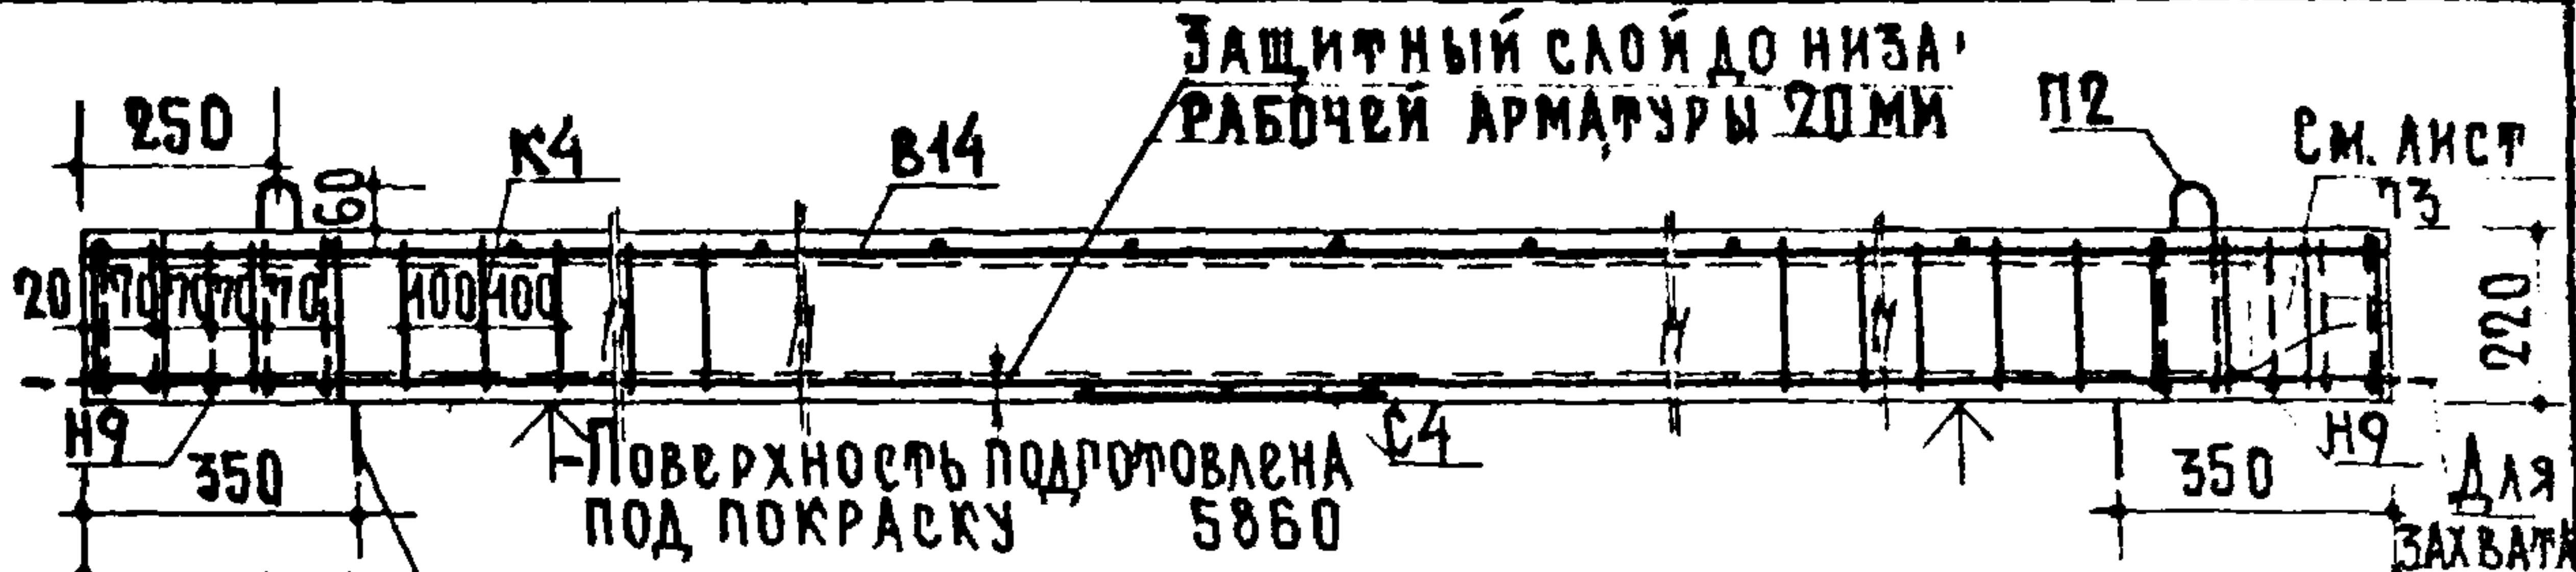 ЗАЩИТНЫЙ СЛОЙ ДО НИЗА
РАБОЧЕЙ АРМАТУРЫ 20 ММ
250
60
К4
В14
П2
См. ЛИСТ
73
20
70 70 70 70
100 100
220
Н9
350
ПОВЕРХНОСТЬ ПОДГОТОВЛЕНА
ПОД ПОКРАСКУ
5860
С4
Н9
350
ДЛЯ
ЗАХВАТА